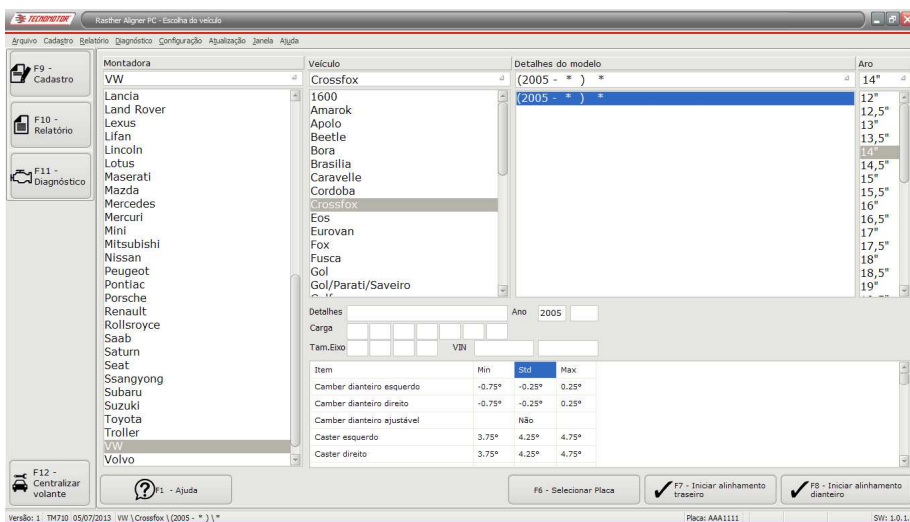 TECNOMOTOR Rasther Aligner PC - Escolha do veículo
Arquivo Cadastro Relatório Diagnóstico Configuração Atualização Janela Ajuda
F9 -
Cadastro
F10 -
Relatório
F11 -
Diagnóstico
F12 -
Centralizar
volante
Montadora
VW
Lancia
Land Rover
Lexus
Lifan
Lincoln
Lotus
Maserati
Mazda
Mercedes
Mercuri
Mini
Mitsubishi
Nissan
Peugeot
Pontiac
Porsche
Renault
Rollsroyce
Saab
Saturn
Seat
Ssangyong
Subaru
Suzuki
Toyota
Troller
VW
Volvo
Veículo
Crossfox
1600
Amarok
Apolo
Beetle
Bora
Brasilia
Caravelle
Cordoba
Crossfox
Eos
Eurovan
Fox
Fusca
Gol
Gol/Parati/Saveiro
Detalhes do modelo
(2005 - * ) *
(2005 - * ) *
Aro
14"
12"
12,5"
13"
13,5"
14"
14,5"
15"
15,5"
16"
17"
17,5"
18"
18,5"
19"
Detalhes Ano 2005
Carga
Tam.Eixo VIN
Item Min Std Max
Camber dianteiro esquerdo -0.75° -0.25° 0.25°
Camber dianteiro direito -0.75° -0.25° 0.25°
Camber dianteiro ajustável Não
Caster esquerdo 3.75° 4.25° 4.75°
Caster direito 3.75° 4.25° 4.75°
F1 - Ajuda
F6 - Selecionar Placa
F7 - Iniciar alinhamento
traseiro
F8 - Iniciar alinhamento
dianteiro
Versão: 1 TM710 05/07/2013 VW \ Crossfox \ (2005 - * ) \ * Placa: AAA1111 SW: 1.0.1.